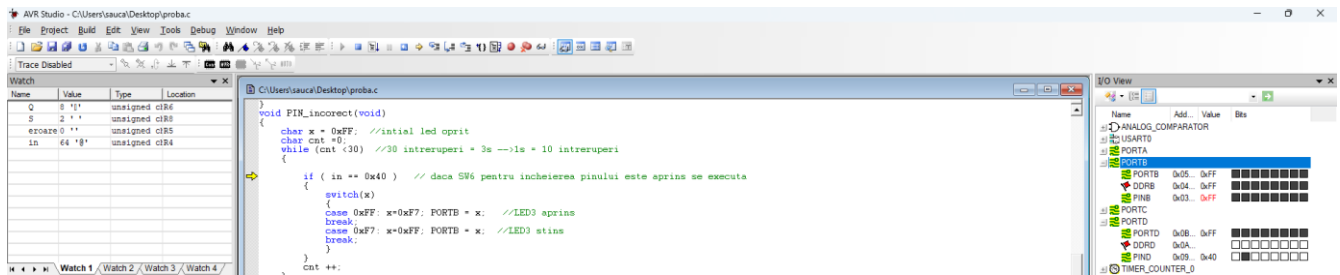 AVR Studio - C:\Users\sauca\Desktop\proba.c
File Project Build Edit View Tools Debug Window Help
Trace Disabled
Watch
Name Value Type Location
Q 8 unsigned ch R6
S 2 ' ' unsigned ch R8
eroare 0 '' unsigned ch R5
in 64 '@' unsigned ch R4
Watch 1 Watch 2 Watch 3 Watch 4
C:\Users\sauca\Desktop\proba.c
}
void PIN_incorect(void)
{
char x = 0xFF; //intial led oprit
char cnt =0;
while (cnt <30) //30 intreruperi = 3s -->1s = 10 intreruperi
{
if ( in == 0x40 ) // daca SW6 pentru incheierea pinului este aprins se executa
{
switch(x)
{
case 0xFF: x=0xF7; PORTB = x; //LED3 aprins
break;
case 0xF7: x=0xFF; PORTB = x; //LED3 stins
break;
}
}
cnt ++;
I/O View
Name Add... Value Bits
ANALOG_COMPARATOR
USART0
PORTA
PORTB
PORTB 0x05... 0xFF
DDRB 0x04... 0xFF
PINB 0x03... 0xFF
PORTC
PORTD
PORTD 0x0B... 0xFF
DDRD 0x0A...
PIND 0x09... 0x40
TIMER_COUNTER_0